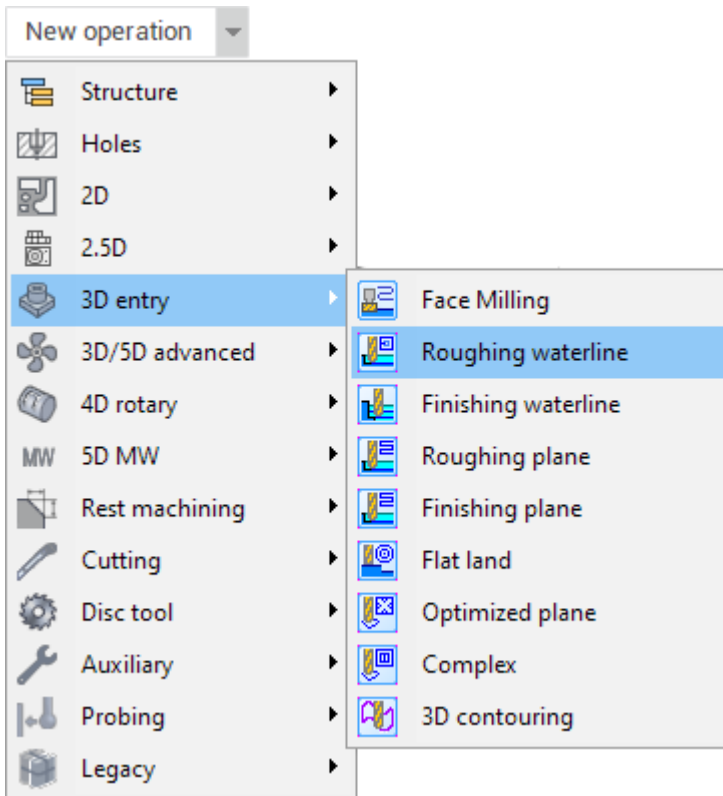 New operation
Structure
Holes
2D
2.5D
3D entry
3D/5D advanced
4D rotary
MW 5D MW
Rest machining
Cutting
Disc tool
Auxiliary
Probing
Legacy
Face Milling
Roughing waterline
Finishing waterline
Roughing plane
Finishing plane
Flat land
Optimized plane
Complex
3D contouring